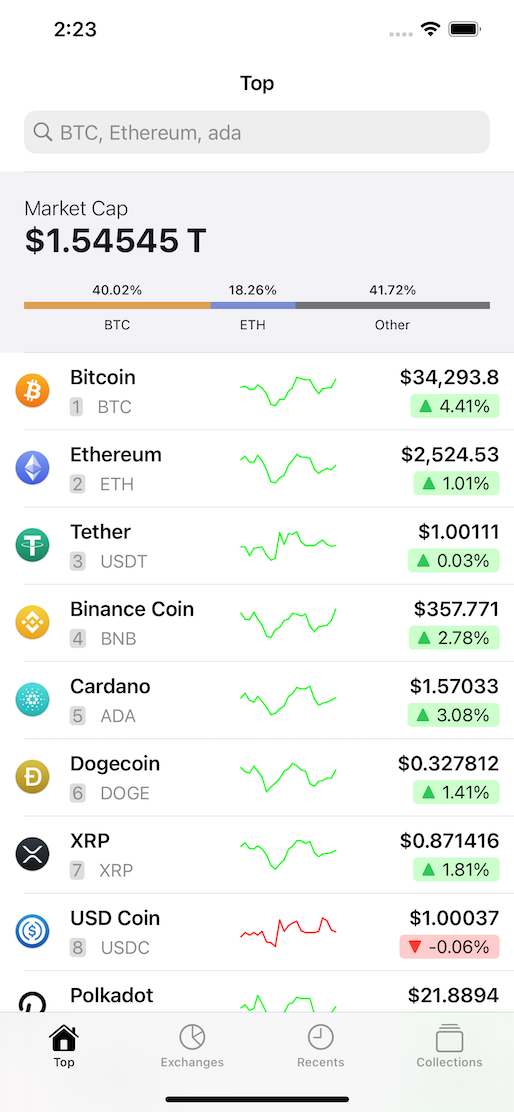 2:23
Top
BTC, Ethereum, ada
Market Cap
$1.54545 T
40.02% 18.26% 41.72%
BTC ETH Other
Bitcoin $34,293.8
1 BTC ▲ 4.41%
Ethereum $2,524.53
2 ETH ▲ 1.01%
Tether $1.00111
3 USDT ▲ 0.03%
Binance Coin $357.771
4 BNB ▲ 2.78%
Cardano $1.57033
5 ADA ▲ 3.08%
Dogecoin $0.327812
6 DOGE ▲ 1.41%
XRP $0.871416
7 XRP ▲ 1.81%
USD Coin $1.00037
8 USDC ▼ -0.06%
Polkadot $21.8894
Top Exchanges Recents Collections